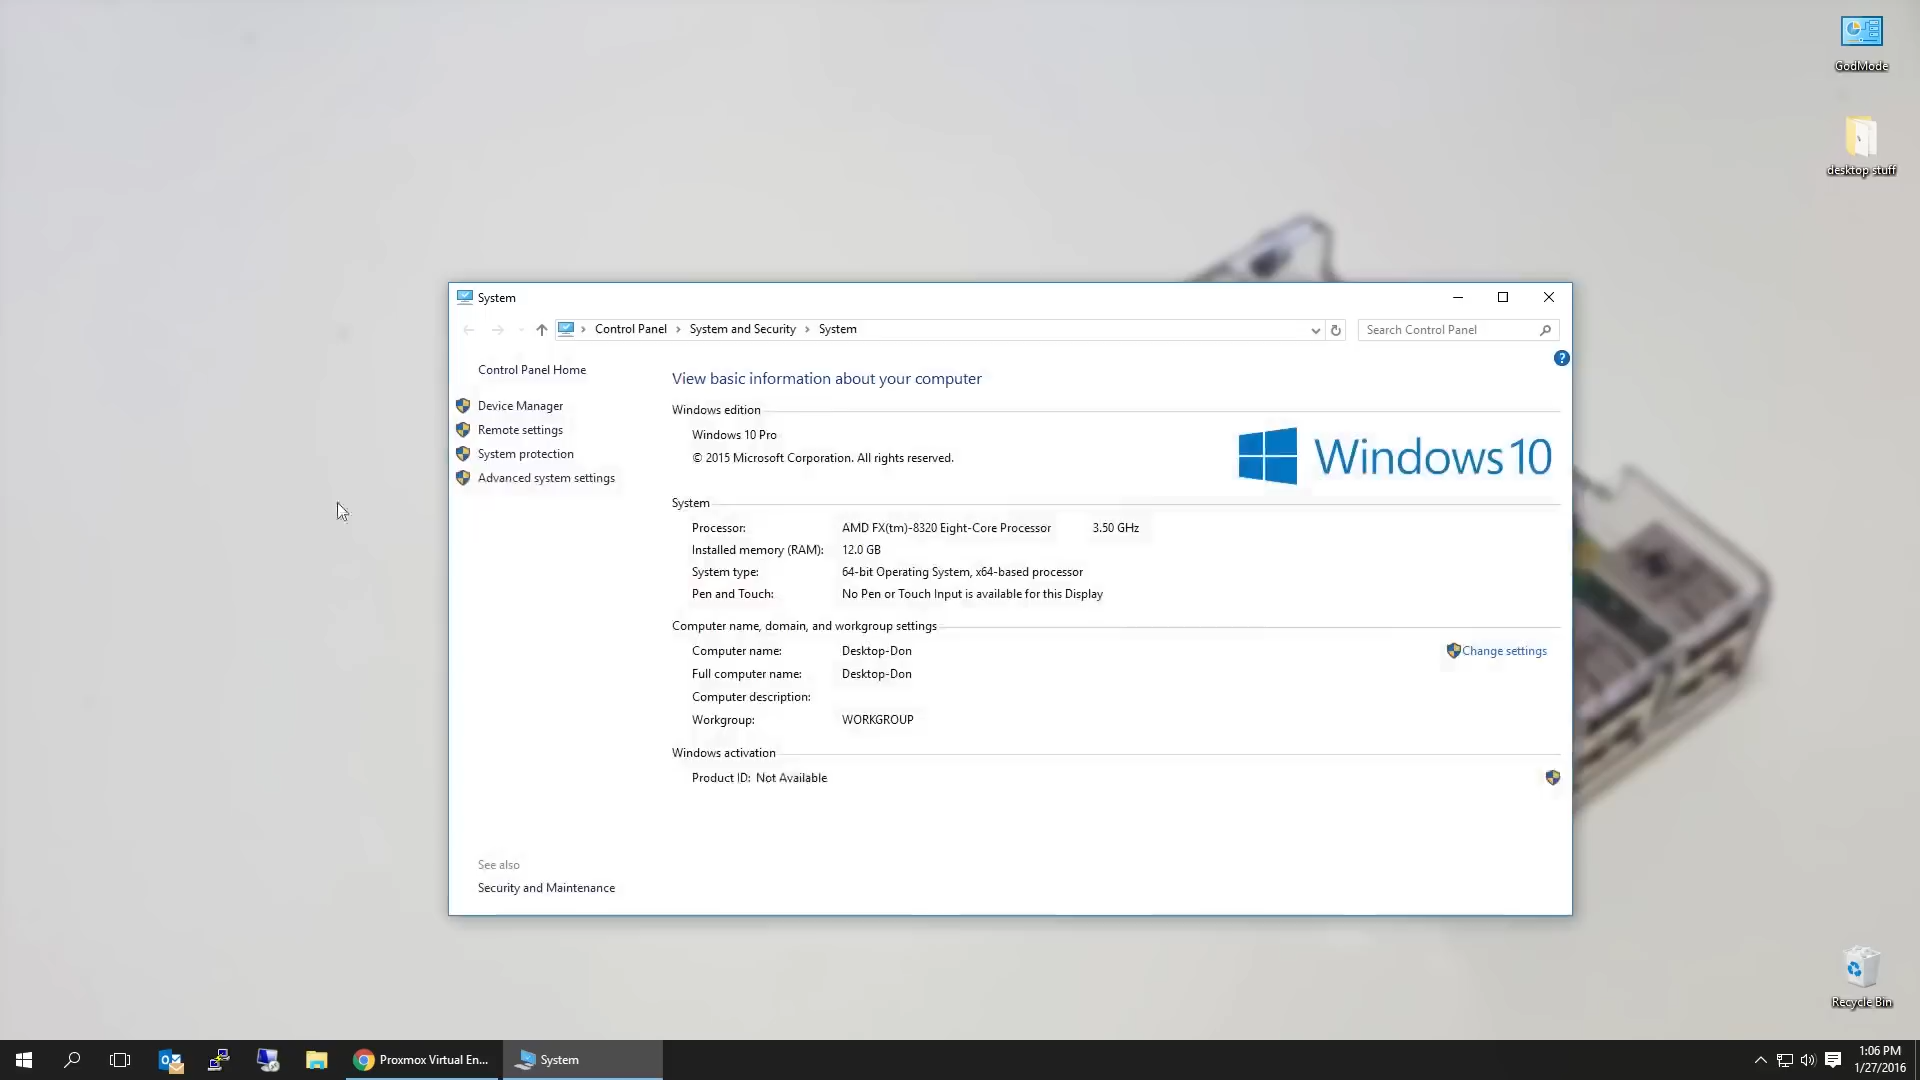 GodMode
desktop stuff
System
Control Panel
System and Security
System
Search Control Panel
?
Control Panel Home
Device Manager
Remote settings
System protection
Advanced system settings
View basic information about your computer
Windows edition
Windows 10 Pro
© 2015 Microsoft Corporation. All rights reserved.
Windows 10
System
Processor: AMD FX(tm)-8320 Eight-Core Processor 3.50 GHz
Installed memory (RAM): 12.0 GB
System type: 64-bit Operating System, x64-based processor
Pen and Touch: No Pen or Touch Input is available for this Display
Computer name, domain, and workgroup settings
Computer name: Desktop-Don
Change settings
Full computer name: Desktop-Don
Computer description:
Workgroup: WORKGROUP
Windows activation
Product ID: Not Available
See also
Security and Maintenance
Recycle Bin
Proxmox Virtual En...
System
1:06 PM
1/27/2016